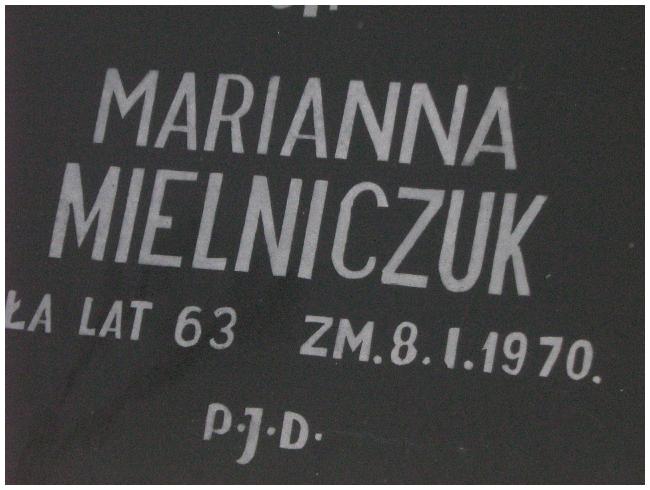 MARIANNA
MIELNICZUK
ŁA LAT 63 ZM. 8. I. 1970.
P.J.D.